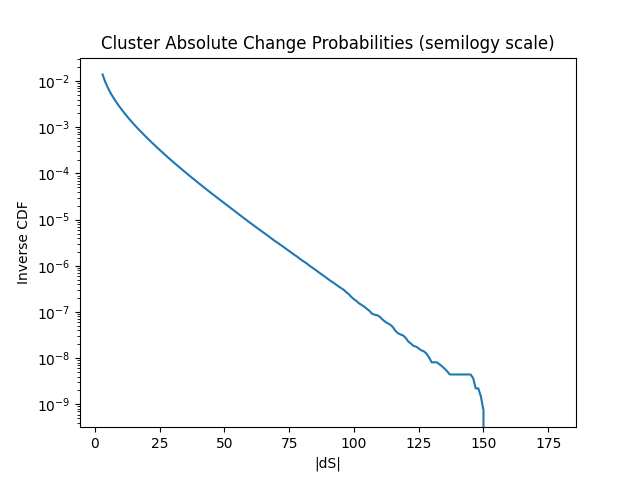 Cluster Absolute Change Probabilities (semilogy scale)
Inverse CDF
10⁻²
10⁻³
10⁻⁴
10⁻⁵
10⁻⁶
10⁻⁷
10⁻⁸
10⁻⁹
0 25 50 75 100 125 150 175
|dS|